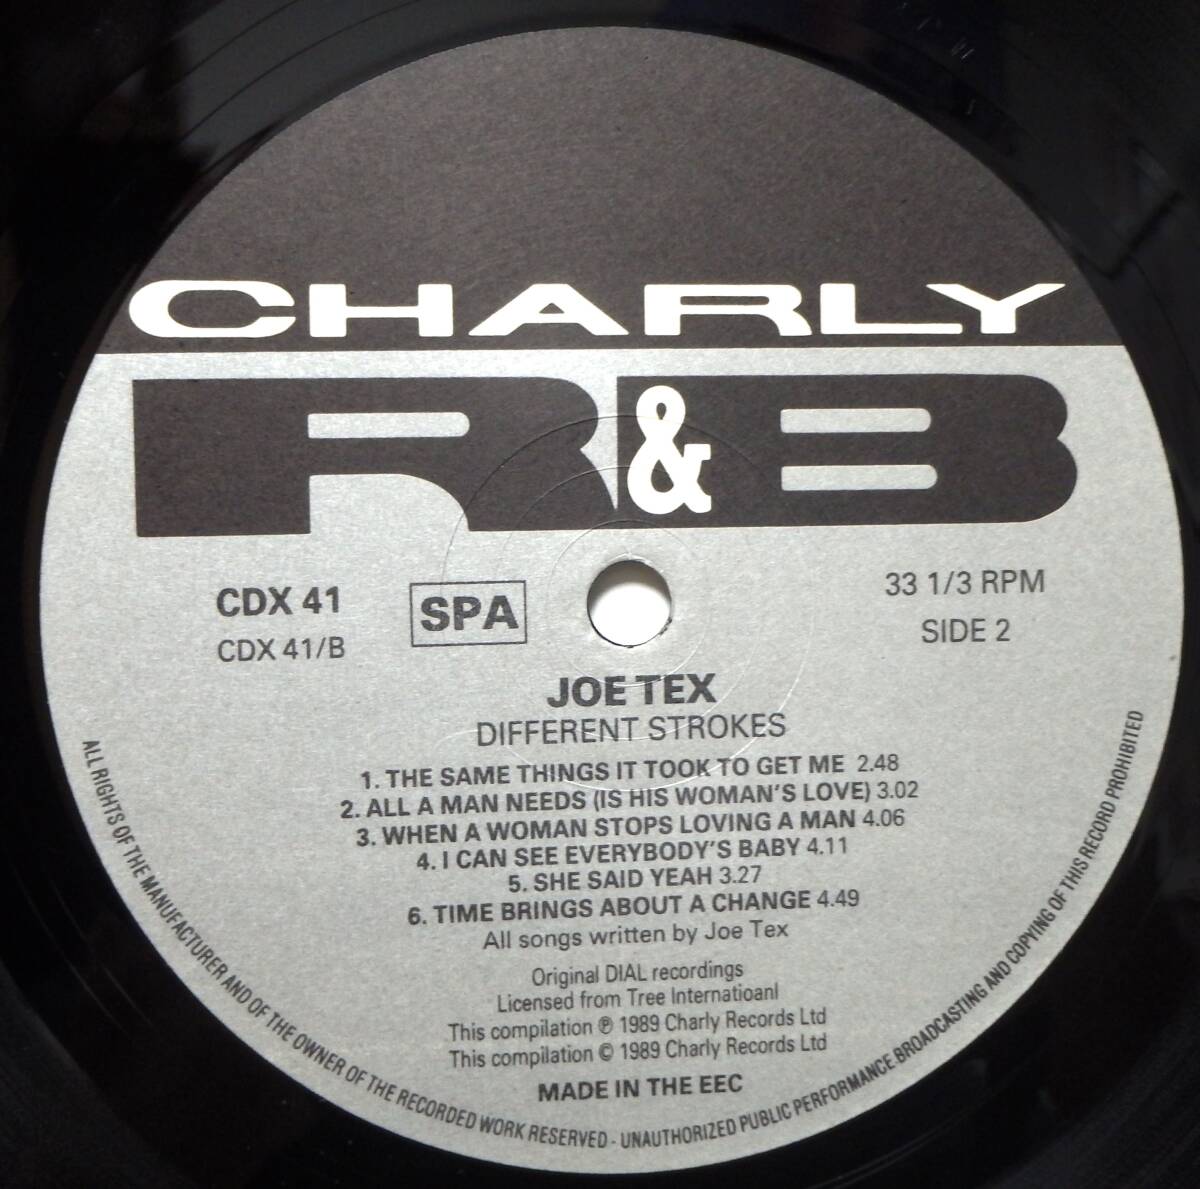 CHARLY
R&B
CDX 41
CDX 41/B
SPA
33 1/3 RPM
SIDE 2
JOE TEX
DIFFERENT STROKES
1. THE SAME THINGS IT TOOK TO GET ME 2.48
2. ALL A MAN NEEDS (IS HIS WOMAN'S LOVE) 3.02
3. WHEN A WOMAN STOPS LOVING A MAN 4.06
4. I CAN SEE EVERYBODY'S BABY 4.11
5. SHE SAID YEAH 3.27
6. TIME BRINGS ABOUT A CHANGE 4.49
All songs written by Joe Tex
Original DIAL recordings
Licensed from Tree Internatioanl
This compilation ℗ 1989 Charly Records Ltd
This compilation © 1989 Charly Records Ltd
MADE IN THE EEC
ALL RIGHTS OF THE MANUFACTURER AND OF THE OWNER OF THE RECORDED WORK RESERVED - UNAUTHORIZED PUBLIC PERFORMANCE BROADCASTING AND COPYING OF THIS RECORD PROHIBITED